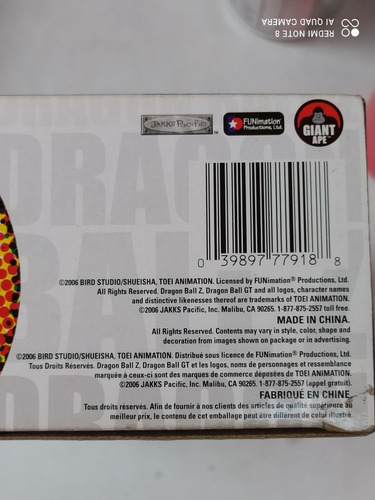 REDMI NOTE 8
AI QUAD CAMERA
JAKKS Pacific
FUNimation
Productions, Ltd.
GIANT
APE
DRAGON
BALL
0 39897 77918 8
©2006 BIRD STUDIO/SHUEISHA, TOEI ANIMATION. Licensed by FUNimation® Productions, Ltd.
All Rights Reserved. Dragon Ball Z, Dragon Ball GT and all logos, character names
and distinctive likenesses thereof are trademarks of TOEI ANIMATION.
©2006 JAKKS Pacific, Inc. Malibu, CA 90265. 1-877-875-2557 toll free.
MADE IN CHINA.
All Rights Reserved. Contents may vary in style, color, shape and
decoration from images shown on package or in advertising.
©2006 BIRD STUDIO/SHUEISHA, TOEI ANIMATION. Distribué sous licence de FUNimation® Productions, Ltd.
Tous Droits Réservés. Dragon Ball Z, Dragon Ball GT et les logos, noms de personages et ressemblance
marquée à ceux-ci sont des marques de commerce déposées de TOEI ANIMATION.
©2006 JAKKS Pacific, Inc. Malibu, CA 90265. 1-877-875-2557 (appel gratuit).
FABRIQUÉ EN CHINE.
Tous droits réservés. Afin de fournir à nos clients des articles de qualité supérieure au
meilleur prix, le contenu de cet emballage peut être différent de celui illustré.